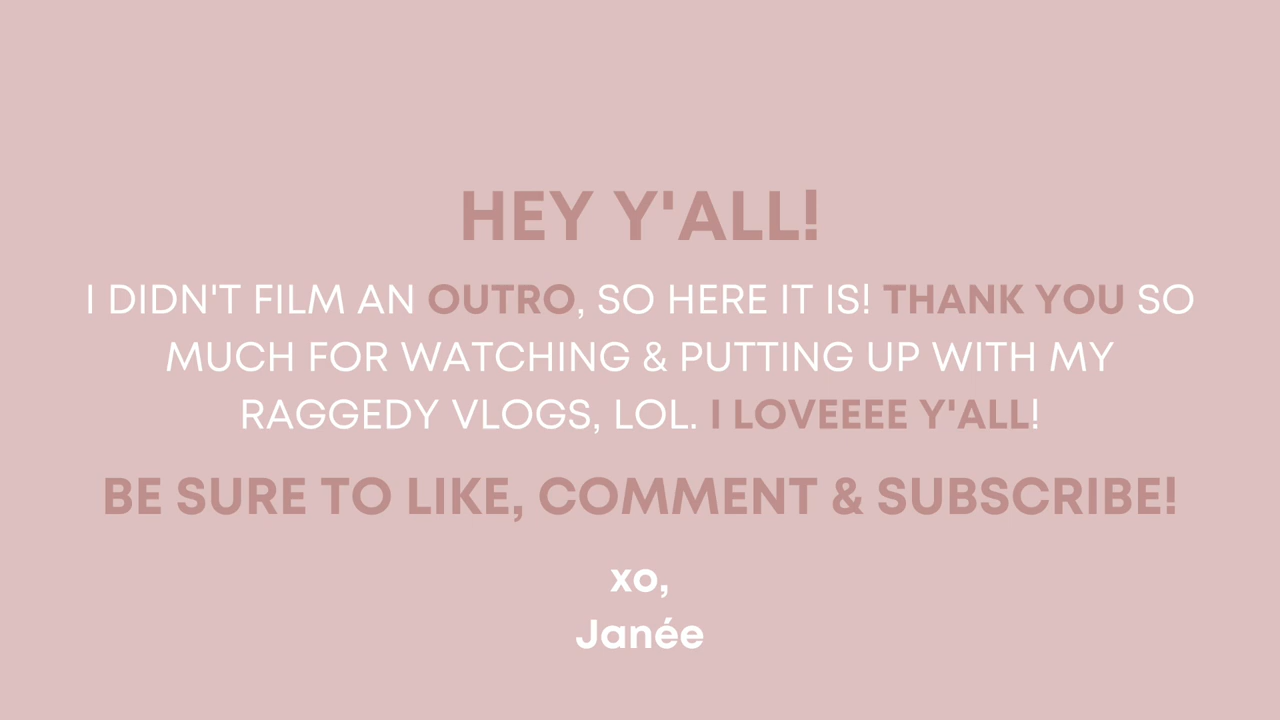 HEY Y'ALL!
I DIDN'T FILM AN OUTRO, SO HERE IT IS! THANK YOU SO
MUCH FOR WATCHING & PUTTING UP WITH MY
RAGGEDY VLOGS, LOL. I LOVEEEE Y'ALL!
BE SURE TO LIKE, COMMENT & SUBSCRIBE!
xo,
Janée